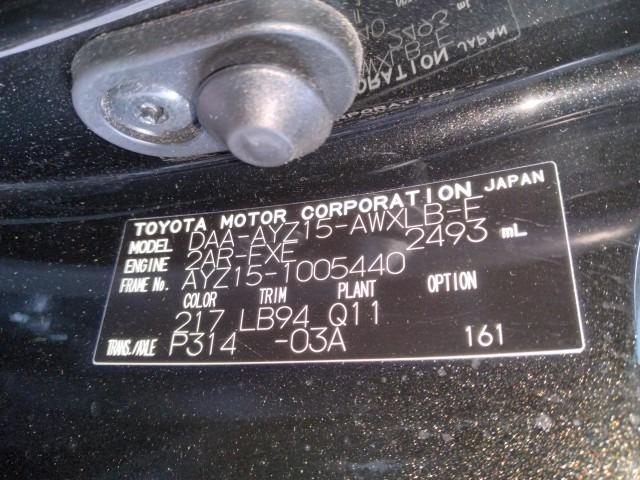 TOYOTA MOTOR CORPORATION JAPAN
MODEL DAA-AYZ15-AWXLB-E
ENGINE 2AR-EXE 2493 mL
FRAME No. AYZ15-1005440
COLOR TRIM PLANT OPTION
217 LB94 Q11
TRANS./AXLE P314 -03A 161